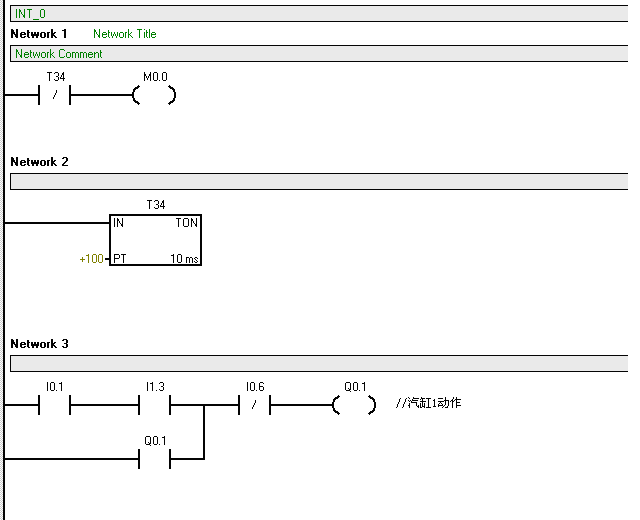 INT_0
Network 1 Network Title
Network Comment
T34 M0.0
/
Network 2
T34
IN TON
+100 PT 10 ms
Network 3
I0.1 I1.3 I0.6 Q0.1
/ //汽缸1动作
Q0.1